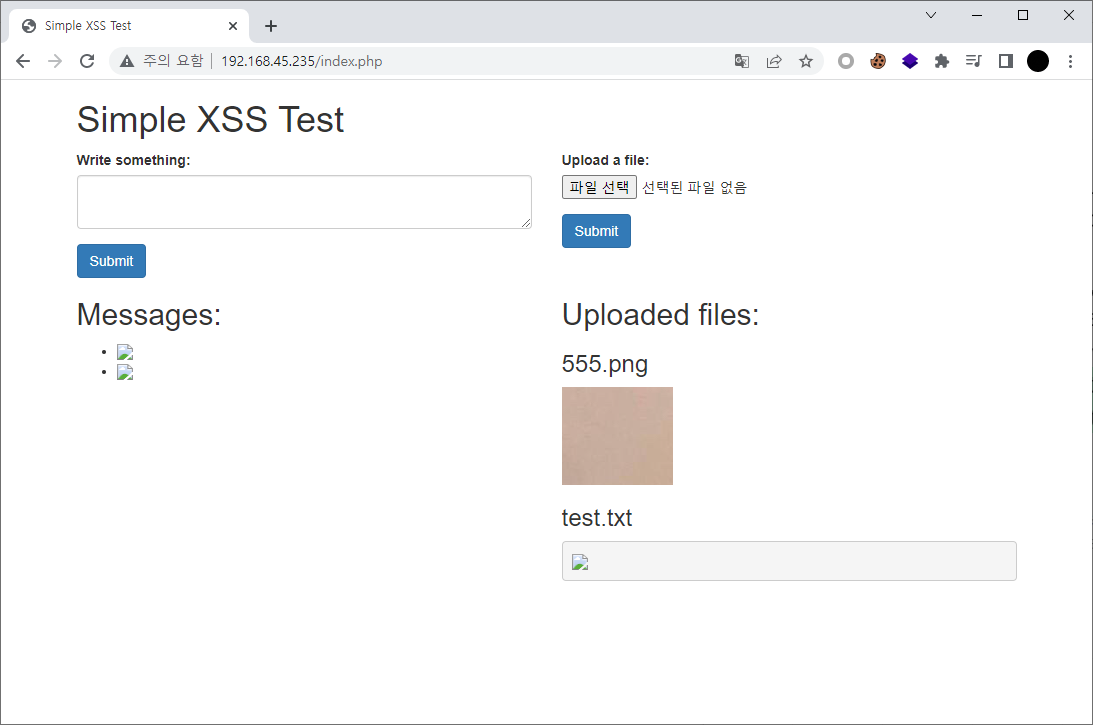 Simple XSS Test
주의 요함 | 192.168.45.235/index.php
Simple XSS Test
Write something:
Submit
Messages:
Upload a file:
파일 선택 선택된 파일 없음
Submit
Uploaded files:
555.png
test.txt